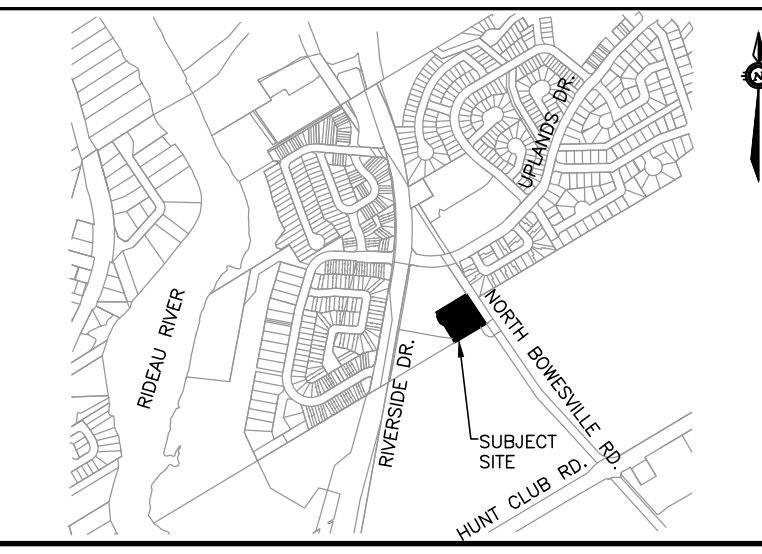 N
UPLANDS DR.
RIDEAU RIVER
NORTH BOWESVILLE RD.
RIVERSIDE DR.
SUBJECT
SITE
HUNT CLUB RD.